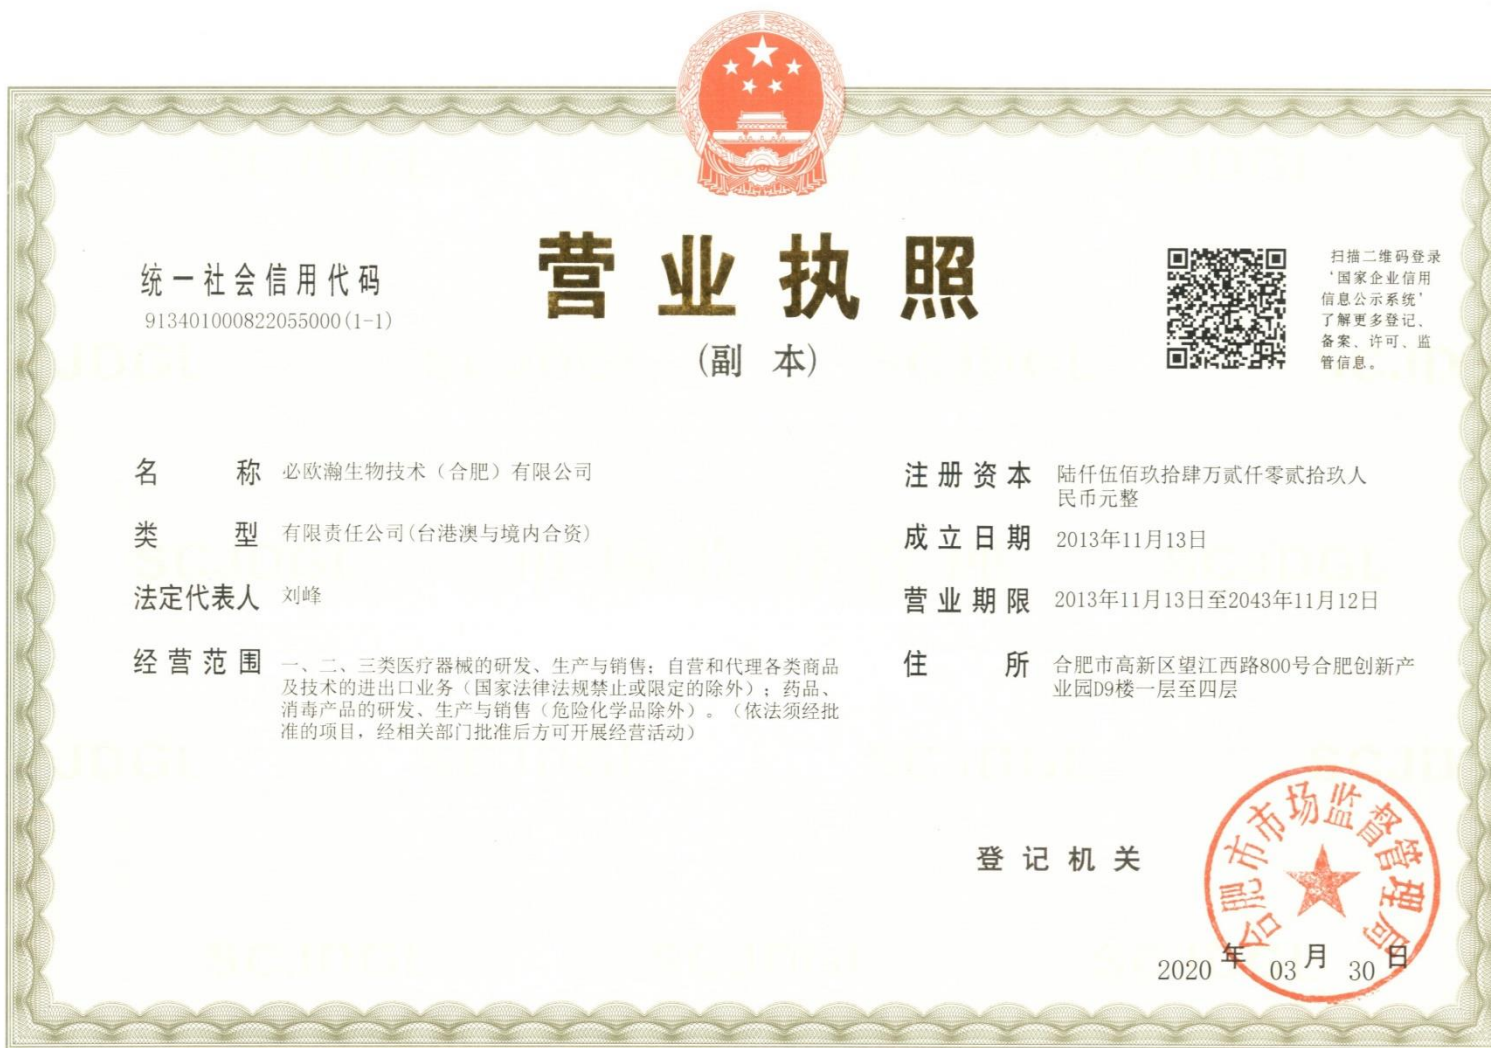 营业执照
(副 本)
统一社会信用代码
913401000822055000(1-1)
扫描二维码登录
‘国家企业信用
信息公示系统’
了解更多登记、
备案、许可、监
管信息。
名 称 必欧瀚生物技术（合肥）有限公司
类 型 有限责任公司(台港澳与境内合资)
法定代表人 刘峰
经营范围 一、二、三类医疗器械的研发、生产与销售；自营和代理各类商品
及技术的进出口业务（国家法律法规禁止或限定的除外）；药品、
消毒产品的研发、生产与销售（危险化学品除外）。（依法须经批
准的项目，经相关部门批准后方可开展经营活动）
注册资本 陆仟伍佰玖拾肆万贰仟零贰拾玖人
民币元整
成立日期 2013年11月13日
营业期限 2013年11月13日至2043年11月12日
住 所 合肥市高新区望江西路800号合肥创新产
业园D9楼一层至四层
登记机关
合肥市市场监督管理局
2020 年 03 月 30 日